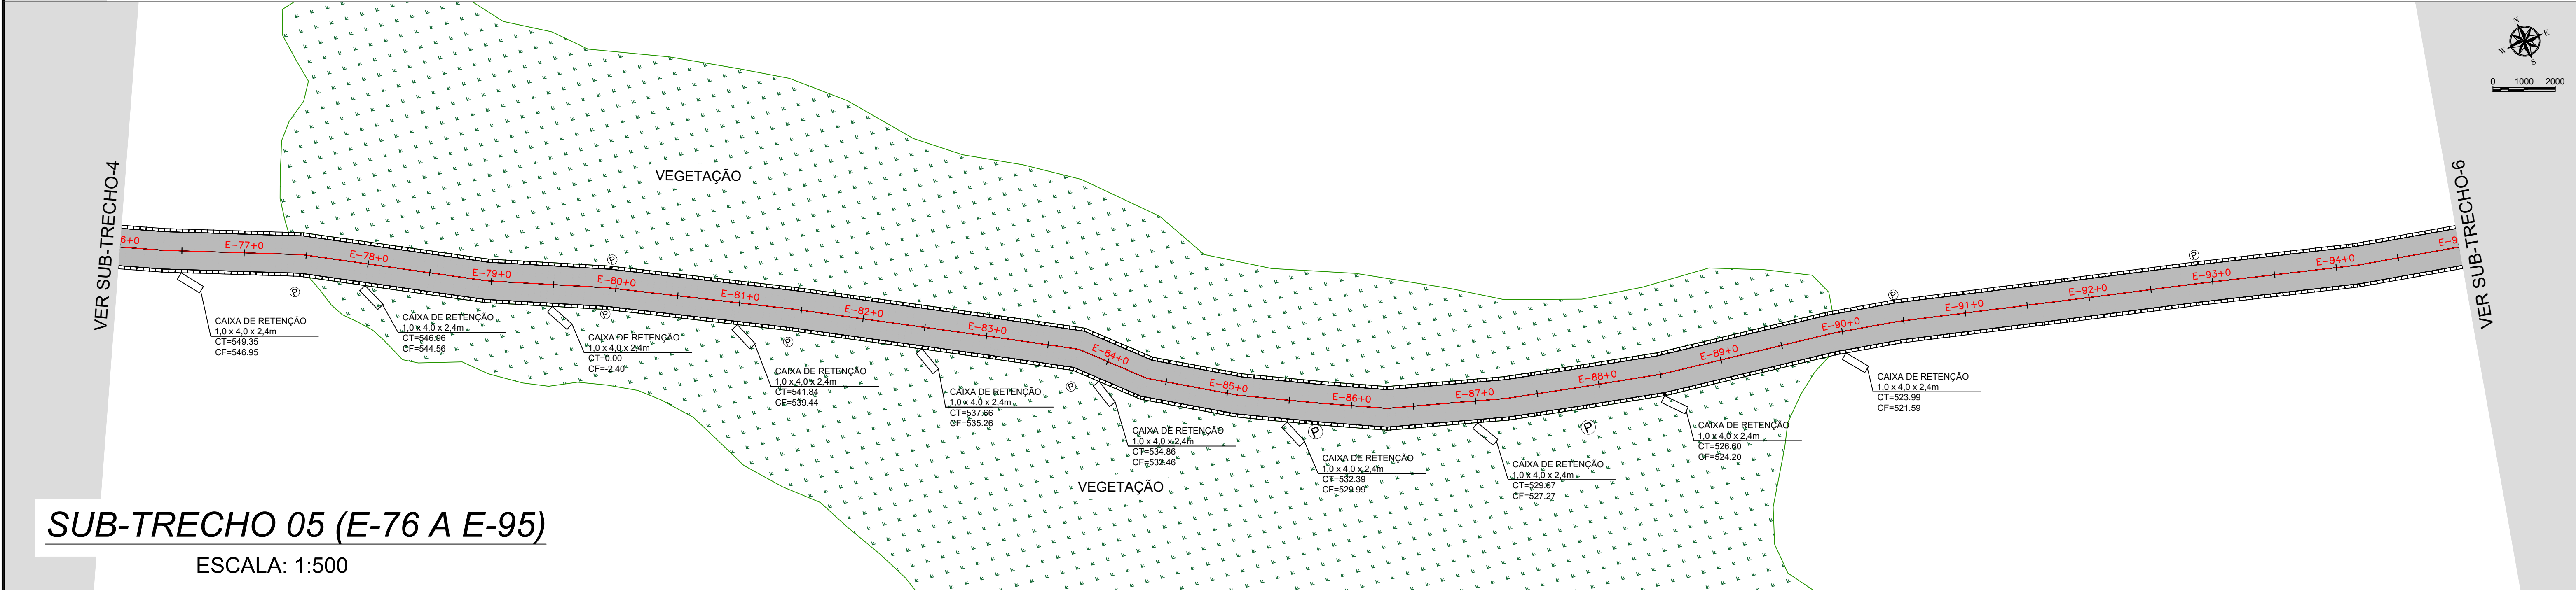 N
E
W
S
0 1000 2000
VER SUB-TRECHO-4
VER SUB-TRECHO-6
VEGETAÇÃO
6+0
E-77+0
E-78+0
E-79+0
E-80+0
E-81+0
E-82+0
E-83+0
E-84+0
E-85+0
E-86+0
E-87+0
E-88+0
E-89+0
E-90+0
E-91+0
E-92+0
E-93+0
E-94+0
E-9
P
P
P
P
P
P
P
P
P
CAIXA DE RETENÇÃO
1,0 x 4,0 x 2,4m
CT=549.35
CF=546.95
CAIXA DE RETENÇÃO
1,0 x 4,0 x 2,4m
CT=546.96
CF=544.56
CAIXA DE RETENÇÃO
1,0 x 4,0 x 2,4m
CT=0.00
CF=-2.40
CAIXA DE RETENÇÃO
1,0 x 4,0 x 2,4m
CT=541.84
CF=539.44
CAIXA DE RETENÇÃO
1,0 x 4,0 x 2,4m
CT=537.66
CF=535.26
CAIXA DE RETENÇÃO
1,0 x 4,0 x 2,4m
CT=534.86
CF=532.46
CAIXA DE RETENÇÃO
1,0 x 4,0 x 2,4m
CT=532.39
CF=529.99
CAIXA DE RETENÇÃO
1,0 x 4,0 x 2,4m
CT=529.67
CF=527.27
CAIXA DE RETENÇÃO
1,0 x 4,0 x 2,4m
CT=526.60
CF=524.20
CAIXA DE RETENÇÃO
1,0 x 4,0 x 2,4m
CT=523.99
CF=521.59
VEGETAÇÃO
SUB-TRECHO 05 (E-76 A E-95)
ESCALA: 1:500